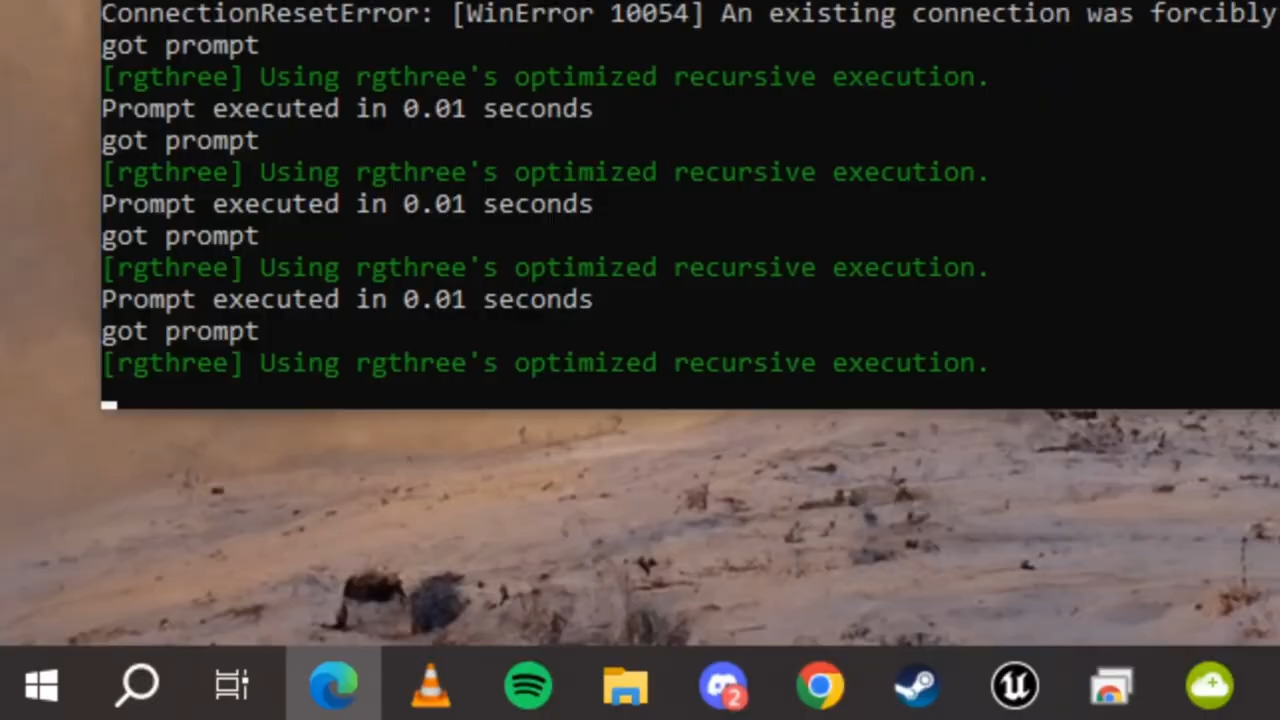 ConnectionResetError: [WinError 10054] An existing connection was forcibly
got prompt
[rgthree] Using rgthree's optimized recursive execution.
Prompt executed in 0.01 seconds
got prompt
[rgthree] Using rgthree's optimized recursive execution.
Prompt executed in 0.01 seconds
got prompt
[rgthree] Using rgthree's optimized recursive execution.
Prompt executed in 0.01 seconds
got prompt
[rgthree] Using rgthree's optimized recursive execution.
2